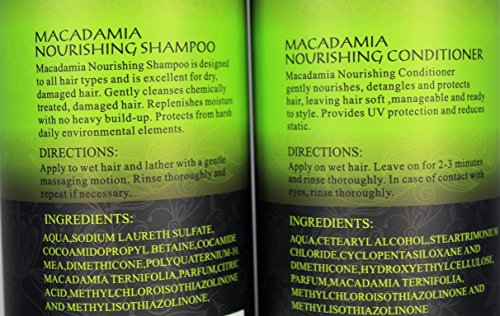 MACADAMIA
NOURISHING SHAMPOO
Macadamia Nourishing Shampoo is designed
to all hair types and is excellent for dry,
damaged hair. Gently cleanses chemically
treated, damaged hair. Replenishes moisture
with no heavy build-up. Protects from harsh
daily environmental elements.
DIRECTIONS:
Apply to wet hair and lather with a gentle
massaging motion. Rinse thoroughly and
repeat if necessary.
INGREDIENTS:
AQUA,SODIUM LAURETH SULFATE,
COCOAMIDOPROPYL BETAINE,COCAMIDE
MEA,DIMETHICONE,POLYQUATERNIUM-10,
MACADAMIA TERNIFOLIA,PARFUM,CITRIC
ACID,METHYLCHLOROISOTHIAZOLINONE
AND METHYLISOTHIAZOLINONE,
MACADAMIA
NOURISHING CONDITIONER
Macadamia Nourishing Conditioner
gently nourishes, detangles and protects
hair, leaving hair soft ,manageable and ready
to style. Provides UV protection and reduces
static.
DIRECTIONS:
Apply on wet hair. Leave on for 2-3 minutes
and rinse thoroughly. In case of contact with
eyes, rinse thoroughly.
INGREDIENTS:
AQUA,CETEARYL ALCOHOL,STEARTRIMONIUM
CHLORIDE,CYCLOPENTASILOXANE AND
DIMETHICONE,HYDROXYETHYLCELLULOSE,
PARFUM,MACADAMIA TERNIFOLIA,
METHYLCHLOROISOTHIAZOLINONE AND
METHYLISOTHIAZOLINONE,